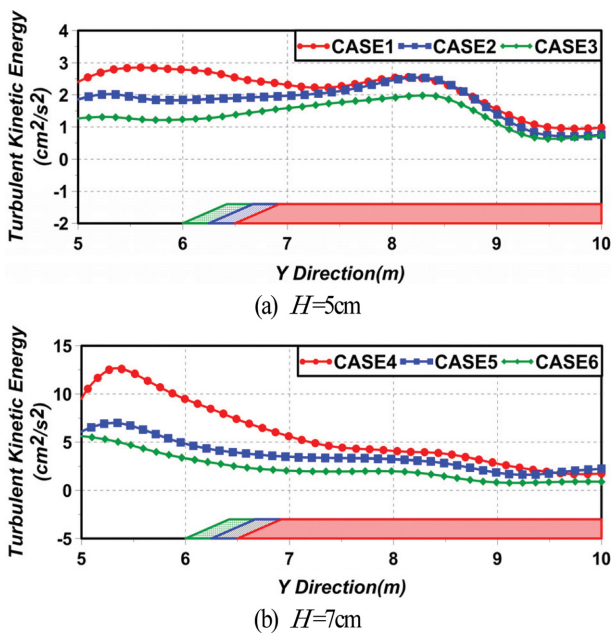 4
CASE1 CASE2 CASE3
3
2
1
0
-1
-2
Turbulent Kinetic Energy
(cm2/s2)
5 6 7 8 9 10
Y Direction(m)
(a) H=5cm
15
CASE4 CASE5 CASE6
10
5
0
-5
Turbulent Kinetic Energy
(cm2/s2)
5 6 7 8 9 10
Y Direction(m)
(b) H=7cm